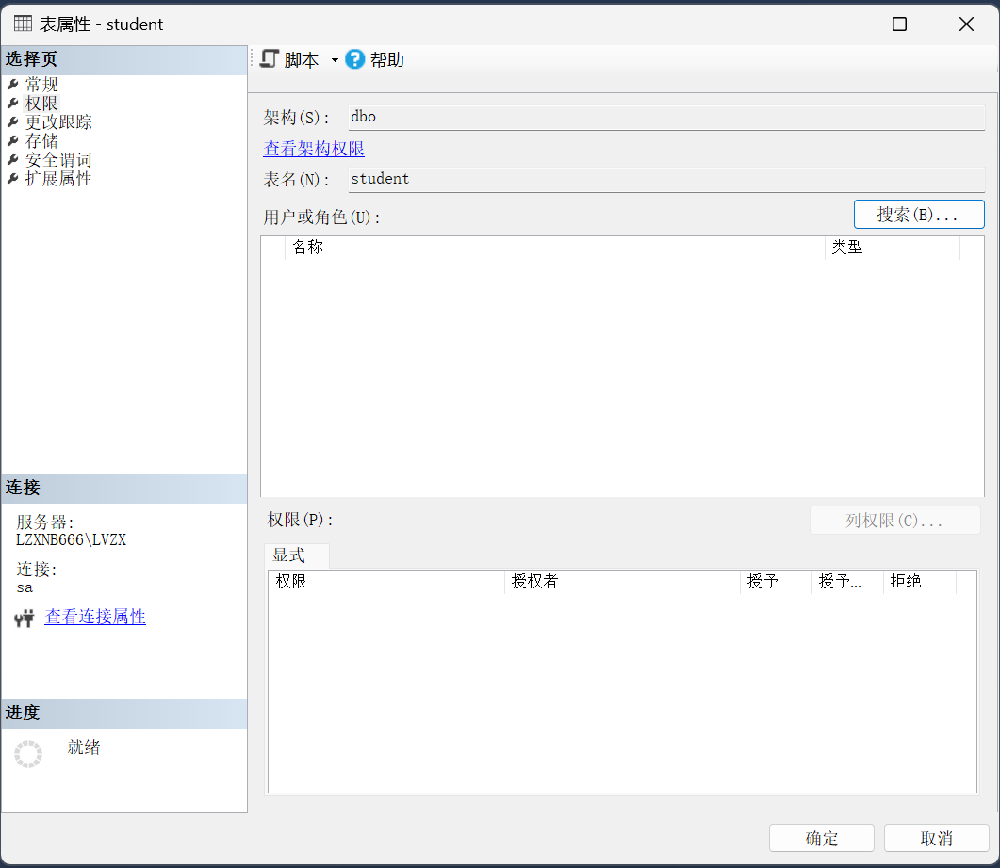 表属性 - student
选择页
常规
权限
更改跟踪
存储
安全谓词
扩展属性
脚本
帮助
架构(S):
dbo
查看架构权限
表名(N):
student
用户或角色(U):
搜索(E)...
名称
类型
连接
服务器:
LZXNB666\LVZX
连接:
sa
查看连接属性
权限(P):
列权限(C)...
显式
权限
授权者
授予
授予...
拒绝
进度
就绪
确定
取消